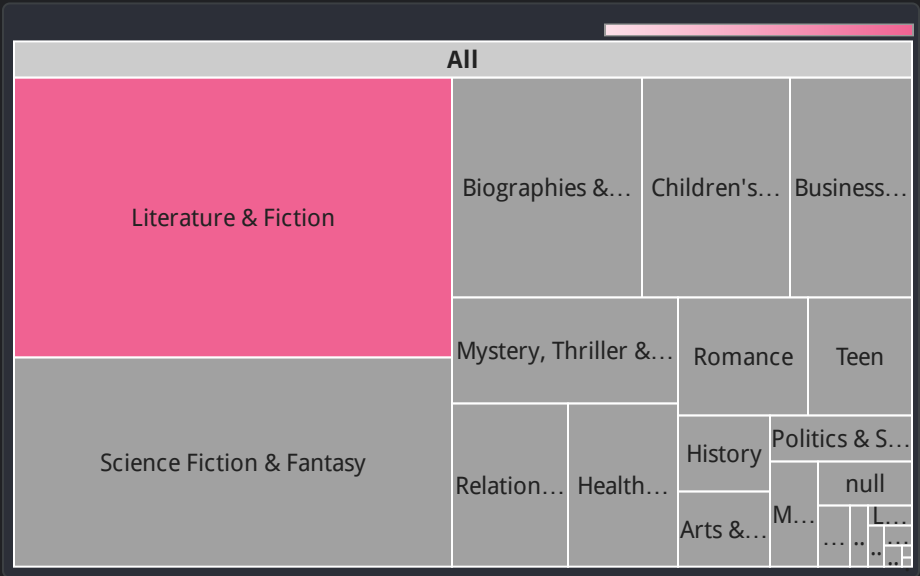 All
Literature & Fiction
Science Fiction & Fantasy
Biographies &...
Children's...
Business...
Mystery, Thriller &...
Romance
Teen
Relation...
Health...
History
Politics & S...
Arts &...
M...
null
L...
...
..
..
...
..